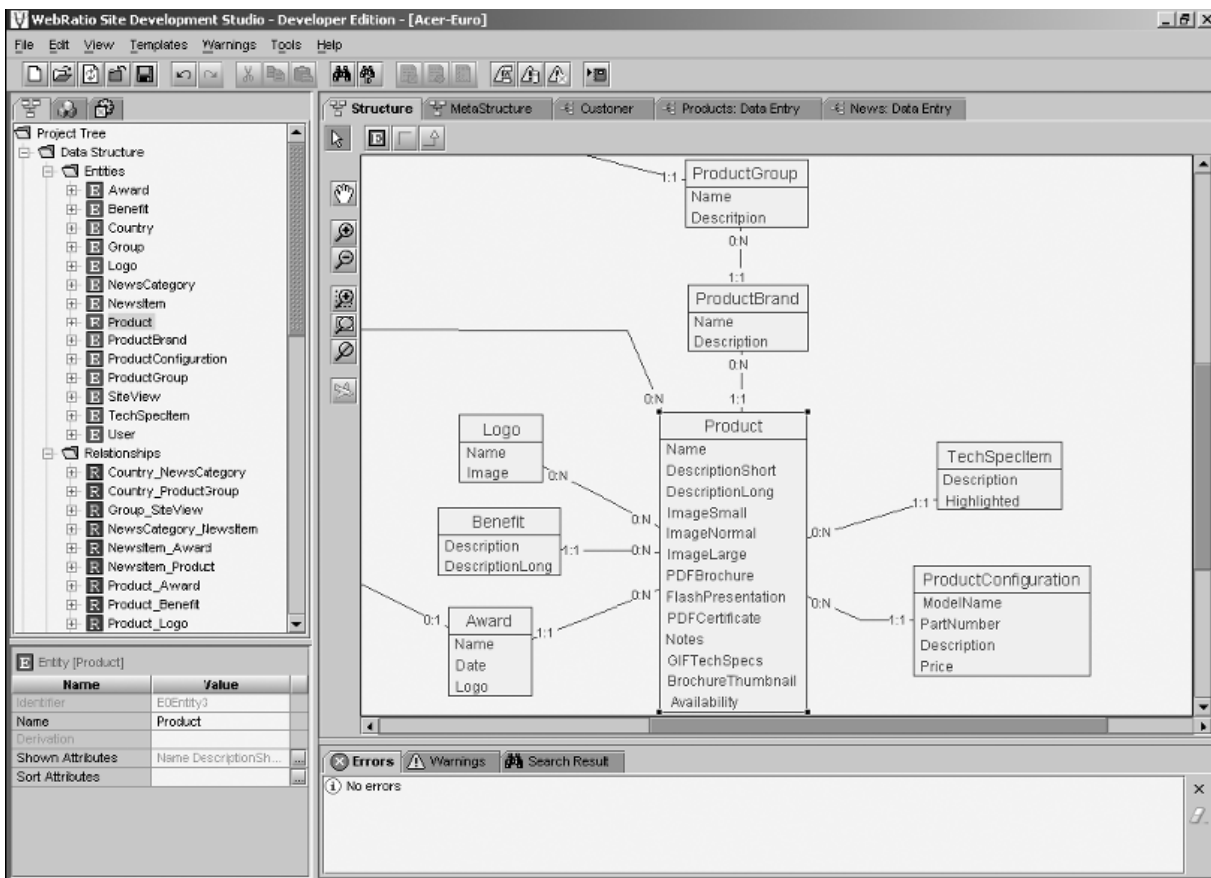 WebRatio Site Development Studio - Developer Edition - [Acer-Euro]
File Edit View Templates Warnings Tools Help
Structure MetaStructure Custoner Products: Data Entry News: Data Entry
Project Tree
Data Structure
Entities
E Award
E Benefit
E Country
E Group
E Logo
E NewsCategory
E NewsItem
R Product
E ProductBrand
E ProductConfiguretion
E ProductGroup
E SiteView
E TechSpecItem
E User
Relationships
R Country_NewsCategory
R Country_ProductGroup
R Group_SiteView
R NewsCategory_NewsItem
R NewsItem_Award
R NewsItem_Product
R Product_Award
R Product_Benefit
R Product_Logo
E Entity [Product]
Name Value
Identifier E0Entity3
Name Product
Derivation
Shown Attributes Name DescriptionSh... ...
Sort Attributes ...
E
1:1
ProductGroup
Name
Descritpion
0:N
1:1
ProductBrand
Name
Description
0:N
1:1
0:N
Product
Name
DescriptionShort
DescriptionLong
ImageSmall
ImageNormal
ImageLarge
PDFBrochure
FlashPresentation
PDFCertificate
Notes
GIFTechSpecs
BrochureThumbnail
Availability
Logo
Name
Image
0:N
0:N
Benefit
Description
DescriptionLong
1:1
0:N
0:1
Award
Name
Date
Logo
1:1
0:N
TechSpecItem
Description
Highlighted
1:1
0:N
ProductConfiguration
ModelName
PartNumber
Description
Price
1:1
0:N
Errors Warnings Search Result
No errors